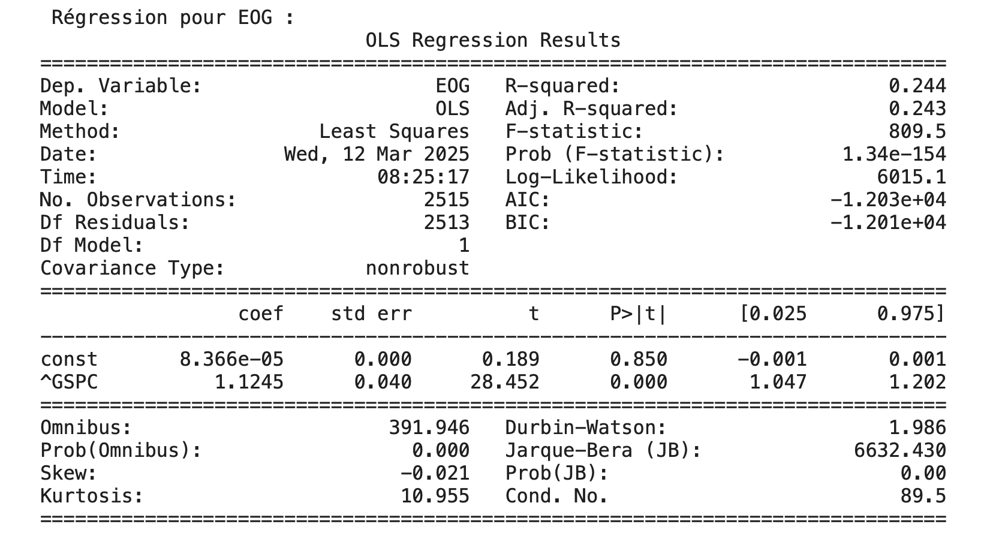 Régression pour EOG :
OLS Regression Results
==============================================================================
Dep. Variable: EOG R-squared: 0.244
Model: OLS Adj. R-squared: 0.243
Method: Least Squares F-statistic: 809.5
Date: Wed, 12 Mar 2025 Prob (F-statistic): 1.34e-154
Time: 08:25:17 Log-Likelihood: 6015.1
No. Observations: 2515 AIC: -1.203e+04
Df Residuals: 2513 BIC: -1.201e+04
Df Model: 1
Covariance Type: nonrobust
==============================================================================
coef std err t P>|t| [0.025 0.975]
------------------------------------------------------------------------------
const 8.366e-05 0.000 0.189 0.850 -0.001 0.001
^GSPC 1.1245 0.040 28.452 0.000 1.047 1.202
==============================================================================
Omnibus: 391.946 Durbin-Watson: 1.986
Prob(Omnibus): 0.000 Jarque-Bera (JB): 6632.430
Skew: -0.021 Prob(JB): 0.00
Kurtosis: 10.955 Cond. No. 89.5
==============================================================================